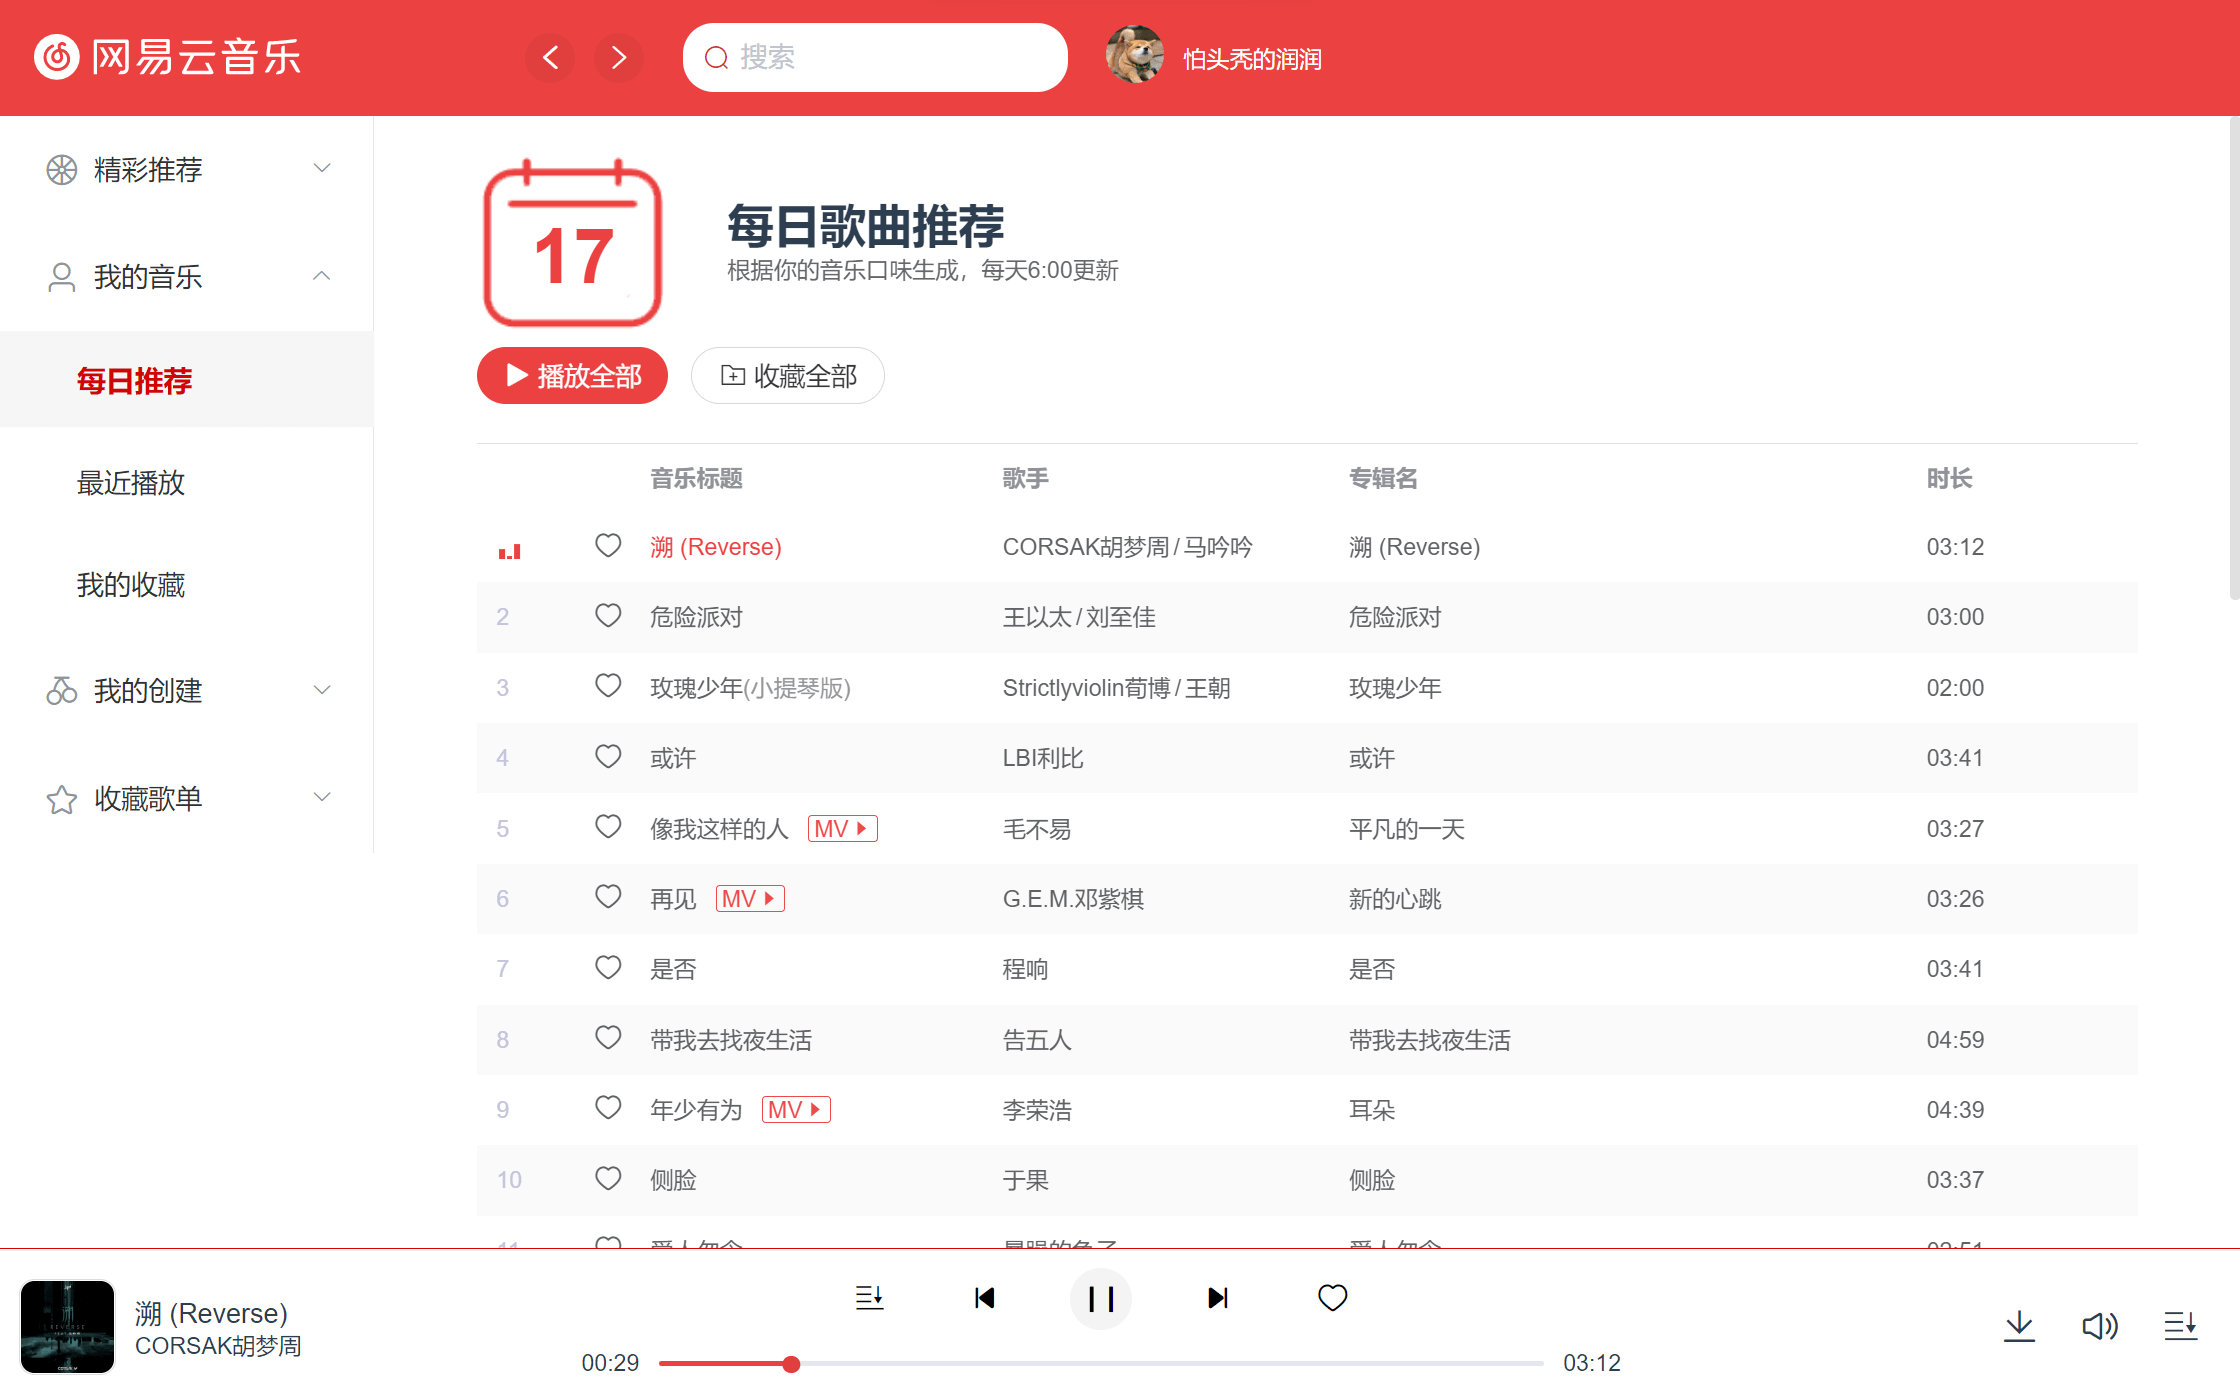 网易云音乐
搜索
怕头秃的润润
精彩推荐
我的音乐
每日推荐
最近播放
我的收藏
我的创建
收藏歌单
17
每日歌曲推荐
根据你的音乐口味生成，每天6:00更新
播放全部
收藏全部
音乐标题 歌手 专辑名 时长
溯 (Reverse) CORSAK胡梦周 / 马吟吟 溯 (Reverse) 03:12
2 危险派对 王以太 / 刘至佳 危险派对 03:00
3 玫瑰少年(小提琴版) Strictlyviolin荀博 / 王朝 玫瑰少年 02:00
4 或许 LBI利比 或许 03:41
5 像我这样的人 MV 毛不易 平凡的一天 03:27
6 再见 MV G.E.M.邓紫棋 新的心跳 03:26
7 是否 程响 是否 03:41
8 带我去找夜生活 告五人 带我去找夜生活 04:59
9 年少有为 MV 李荣浩 耳朵 04:39
10 侧脸 于果 侧脸 03:37
REVERSE
溯 (Reverse)
CORSAK胡梦周
00:29
03:12